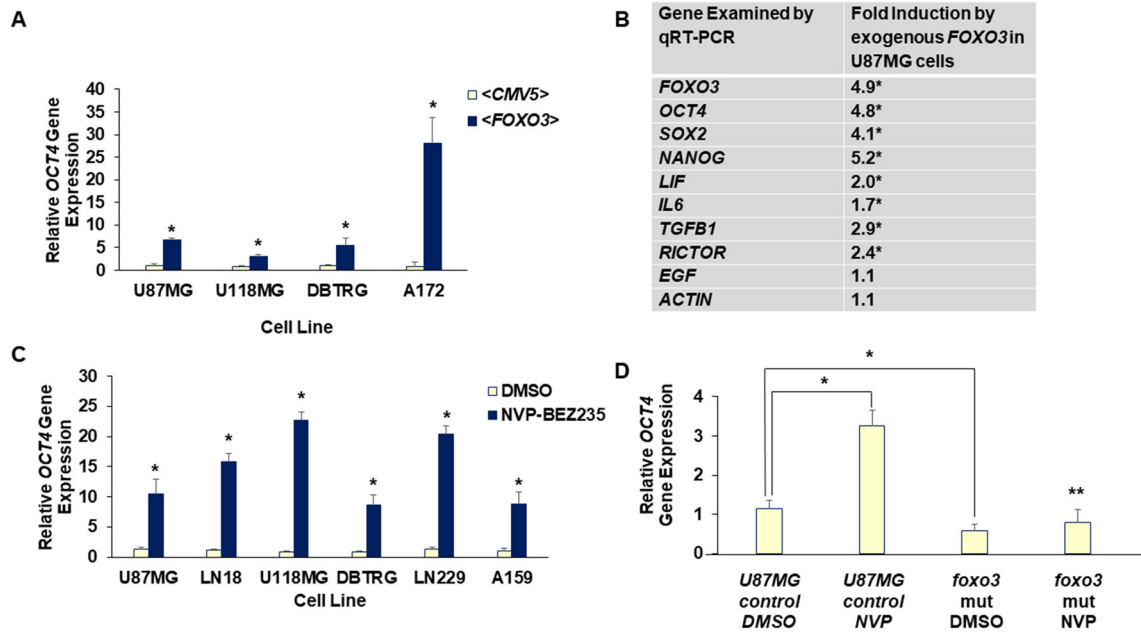 A
Relative OCT4 Gene
Expression
40
35
30
25
20
15
10
5
0
*
*
*
*
<CMV5>
<FOXO3>
U87MG U118MG DBTRG A172
Cell Line
B
Gene Examined by
qRT-PCR
Fold Induction by
exogenous FOXO3 in
U87MG cells
FOXO3 4.9*
OCT4 4.8*
SOX2 4.1*
NANOG 5.2*
LIF 2.0*
IL6 1.7*
TGFB1 2.9*
RICTOR 2.4*
EGF 1.1
ACTIN 1.1
C
Relative OCT4 Gene
Expression
30
25
20
15
10
5
0
*
*
*
*
*
*
DMSO
NVP-BEZ235
U87MG LN18 U118MG DBTRG LN229 A159
Cell Line
D
Relative OCT4
Gene Expression
4
3
2
1
0
*
*
**
U87MG
control
DMSO
U87MG
control
NVP
foxo3
mut
DMSO
foxo3
mut
NVP